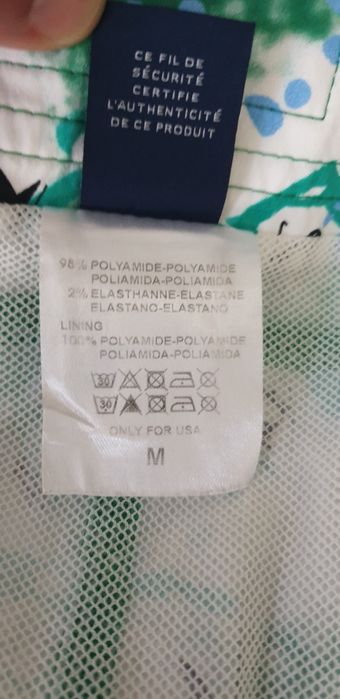 CE FIL DE
SÉCURITÉ
CERTIFIE
L'AUTHENTICITÉ
DE CE PRODUIT
98% POLYAMIDE-POLYAMIDE
POLIAMIDA-POLIAMIDA
2% ELASTHANNE-ELASTANE
ELASTANO-ELASTANO
LINING
100% POLYAMIDE-POLYAMIDE
POLIAMIDA-POLIAMIDA
30
30
ONLY FOR USA
M